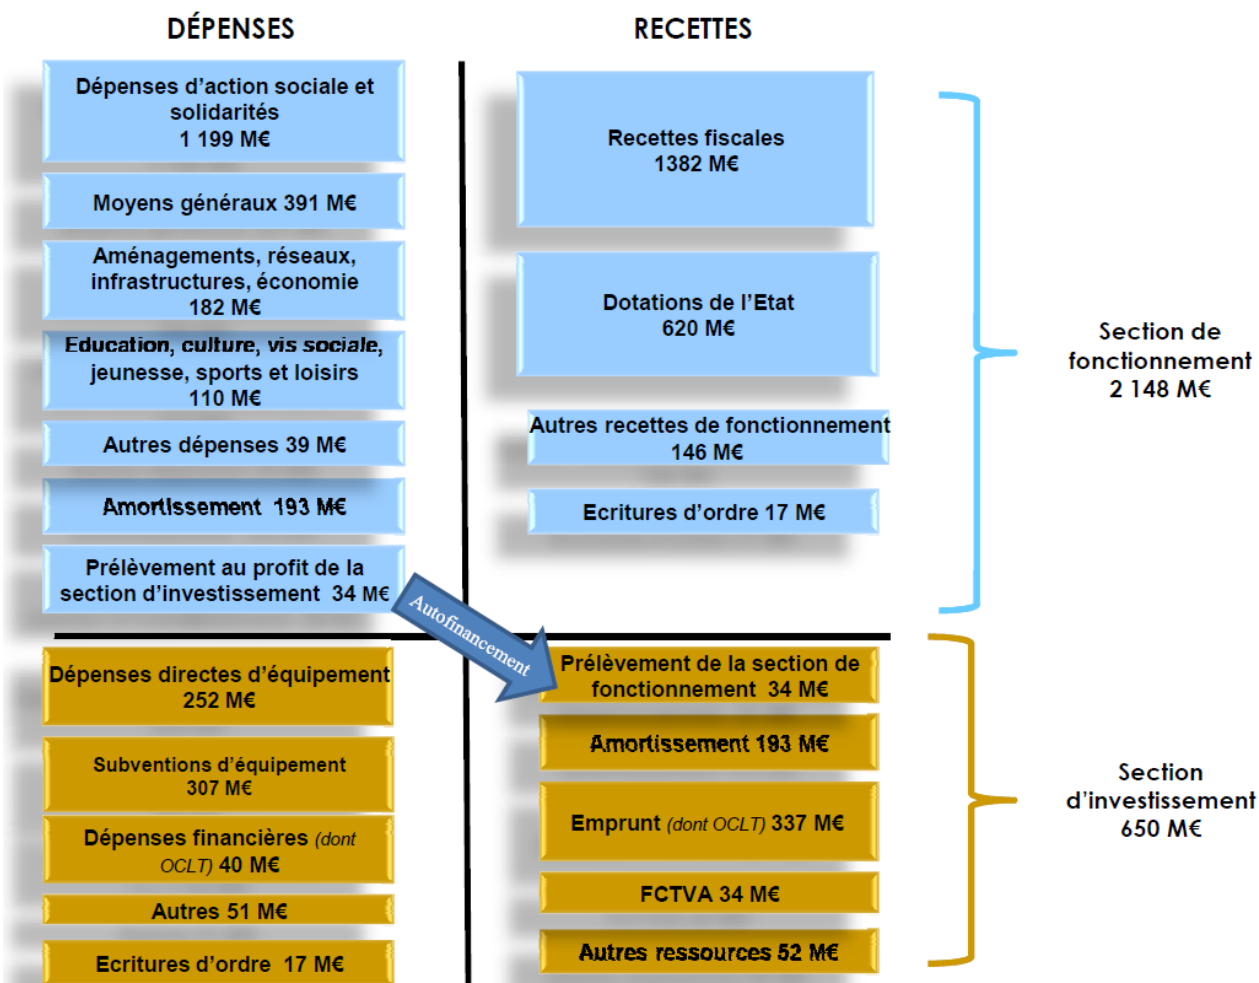 DÉPENSES
RECETTES
Dépenses d'action sociale et
solidarités
1 199 M€
Moyens généraux 391 M€
Aménagements, réseaux,
infrastructures, économie
182 M€
Education, culture, vis sociale,
jeunesse, sports et loisirs
110 M€
Autres dépenses 39 M€
Amortissement 193 M€
Prélèvement au profit de la
section d'investissement 34 M€
Recettes fiscales
1382 M€
Dotations de l'Etat
620 M€
Autres recettes de fonctionnement
146 M€
Ecritures d'ordre 17 M€
Section de
fonctionnement
2 148 M€
Autofinancement
Dépenses directes d'équipement
252 M€
Subventions d'équipement
307 M€
Dépenses financières (dont
OCLT) 40 M€
Autres 51 M€
Ecritures d'ordre 17 M€
Prélèvement de la section de
fonctionnement 34 M€
Amortissement 193 M€
Emprunt (dont OCLT) 337 M€
FCTVA 34 M€
Autres ressources 52 M€
Section
d'investissement
650 M€